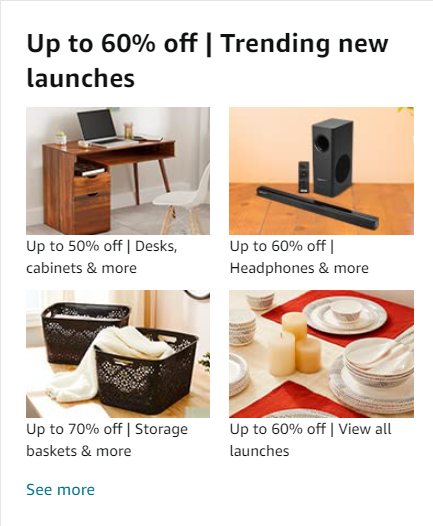 Up to 60% off | Trending new
launches
Up to 50% off | Desks,
cabinets & more
Up to 60% off |
Headphones & more
Up to 70% off | Storage
baskets & more
Up to 60% off | View all
launches
See more